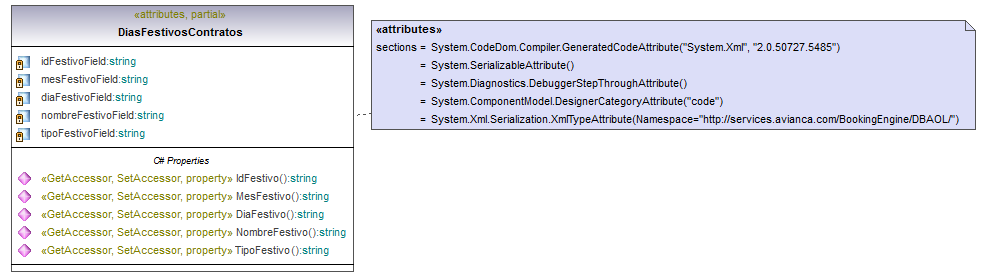 «attributes, partial»
DiasFestivosContratos
idFestivoField:string
mesFestivoField:string
diaFestivoField:string
nombreFestivoField:string
tipoFestivoField:string
C# Properties
«GetAccessor, SetAccessor, property» IdFestivo():string
«GetAccessor, SetAccessor, property» MesFestivo():string
«GetAccessor, SetAccessor, property» DiaFestivo():string
«GetAccessor, SetAccessor, property» NombreFestivo():string
«GetAccessor, SetAccessor, property» TipoFestivo():string
«attributes»
sections = System.CodeDom.Compiler.GeneratedCodeAttribute("System.Xml", "2.0.50727.5485")
= System.SerializableAttribute()
= System.Diagnostics.DebuggerStepThroughAttribute()
= System.ComponentModel.DesignerCategoryAttribute("code")
= System.Xml.Serialization.XmlTypeAttribute(Namespace="http://services.avianca.com/BookingEngine/DBAOL/")